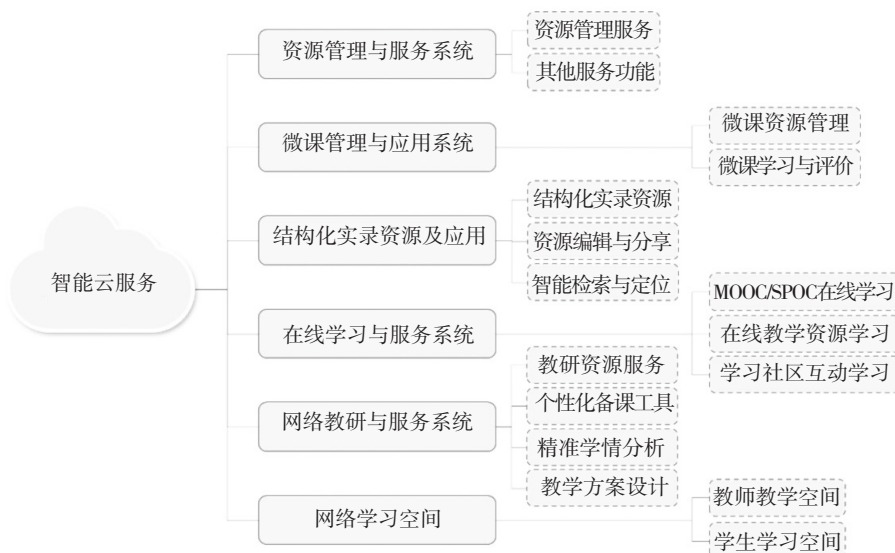 智能云服务
资源管理与服务系统
资源管理服务
其他服务功能
微课管理与应用系统
微课资源管理
微课学习与评价
结构化实录资源及应用
结构化实录资源
资源编辑与分享
智能检索与定位
在线学习与服务系统
MOOC/SPOC在线学习
在线教学资源学习
学习社区互动学习
网络教研与服务系统
教研资源服务
个性化备课工具
精准学情分析
教学方案设计
网络学习空间
教师教学空间
学生学习空间